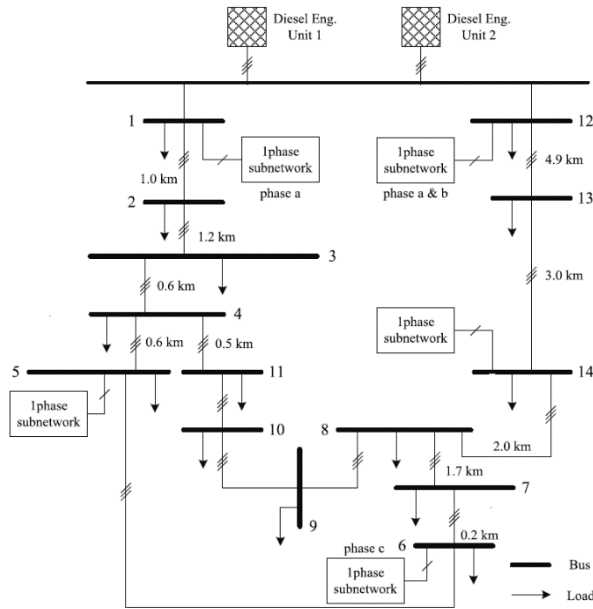 Diesel Eng.
Unit 1
Diesel Eng.
Unit 2
1
12
1phase
subnetwork
phase a
1phase
subnetwork
phase a & b
4.9 km
1.0 km
2
13
1.2 km
3
0.6 km
3.0 km
4
0.6 km
0.5 km
1phase
subnetwork
5
11
14
1phase
subnetwork
10
8
2.0 km
1.7 km
7
9
0.2 km
phase c
6
1phase
subnetwork
Bus
Load